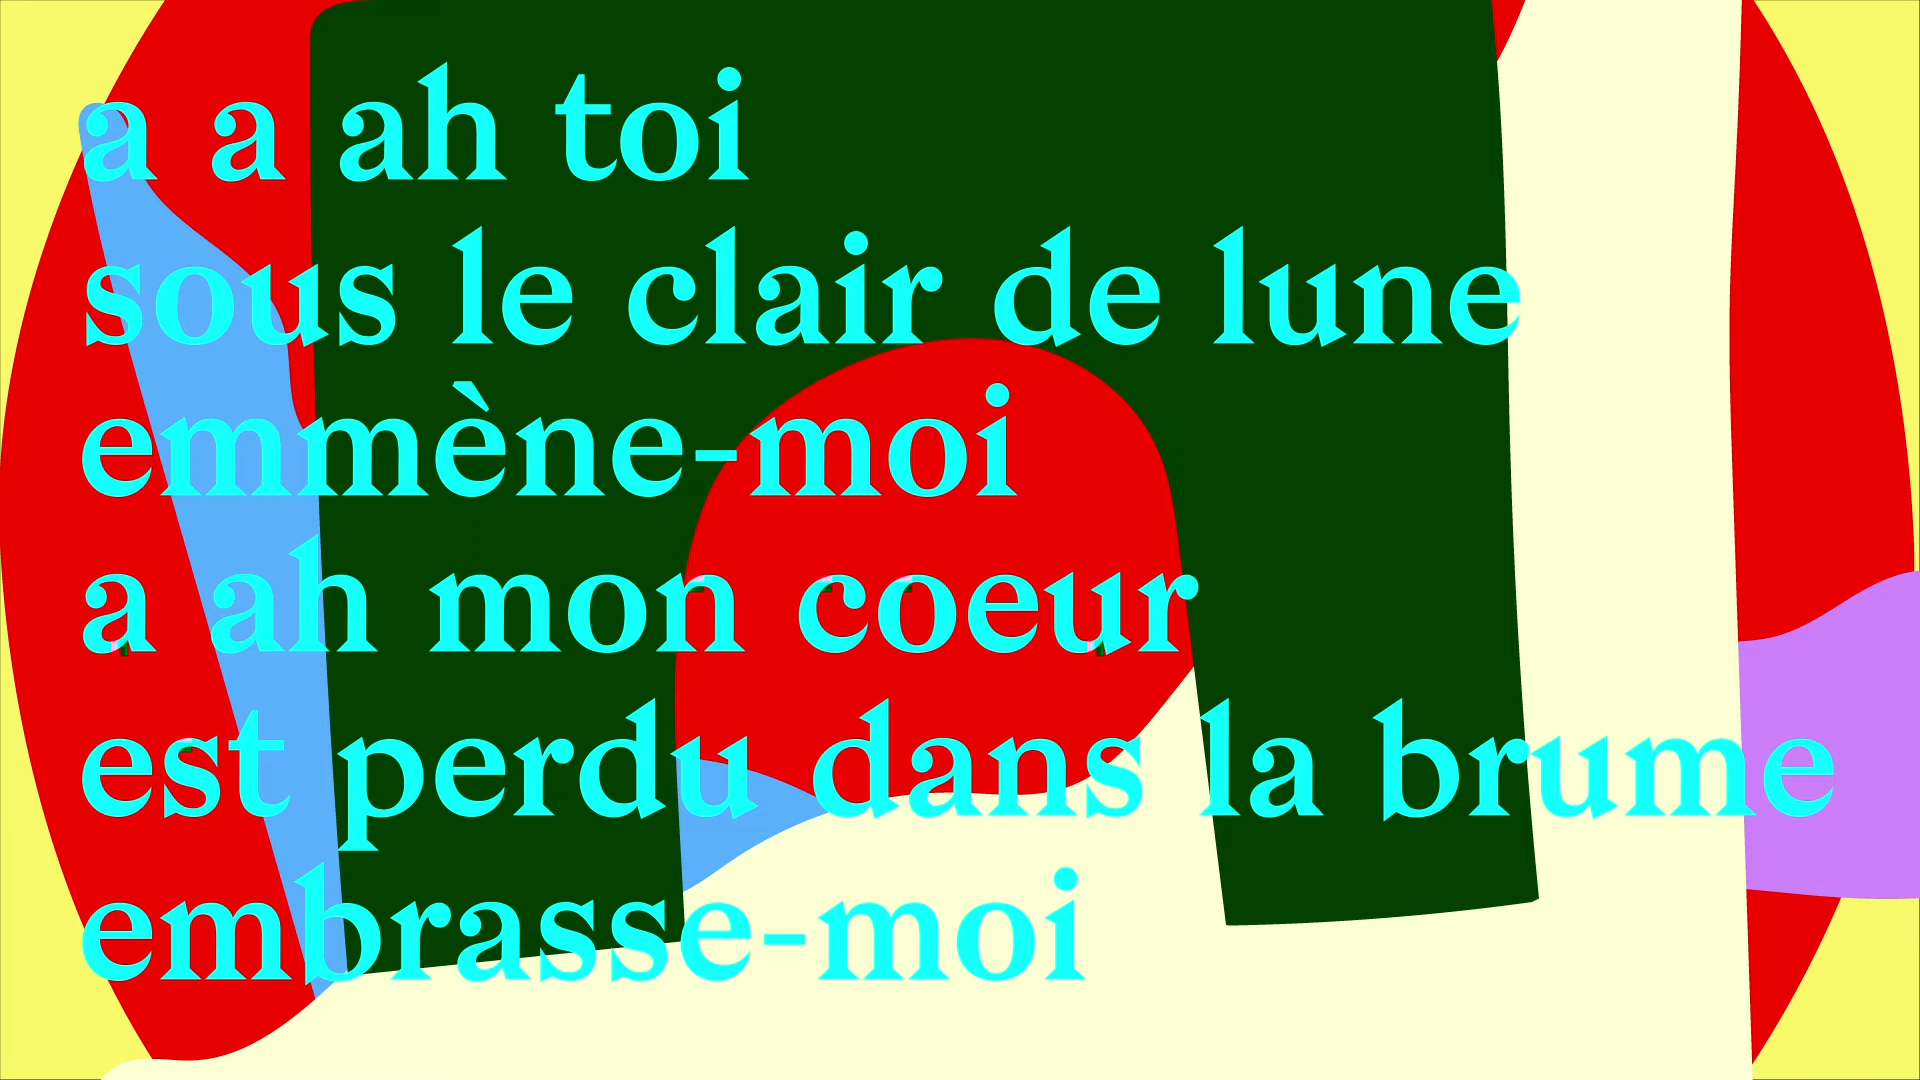 a a ah toi
sous le clair de lune
emmène-moi
a ah mon coeur
est perdu dans la brume
embrasse-moi